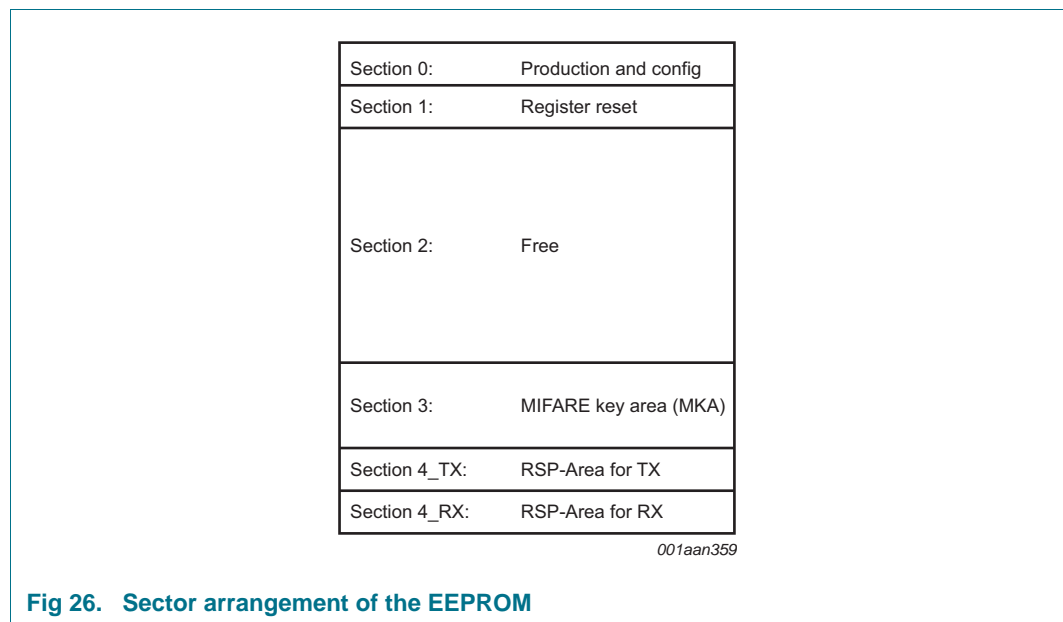 Section 0: Production and config
Section 1: Register reset
Section 2: Free
Section 3: MIFARE key area (MKA)
Section 4_TX: RSP-Area for TX
Section 4_RX: RSP-Area for RX
001aan359
Fig 26. Sector arrangement of the EEPROM